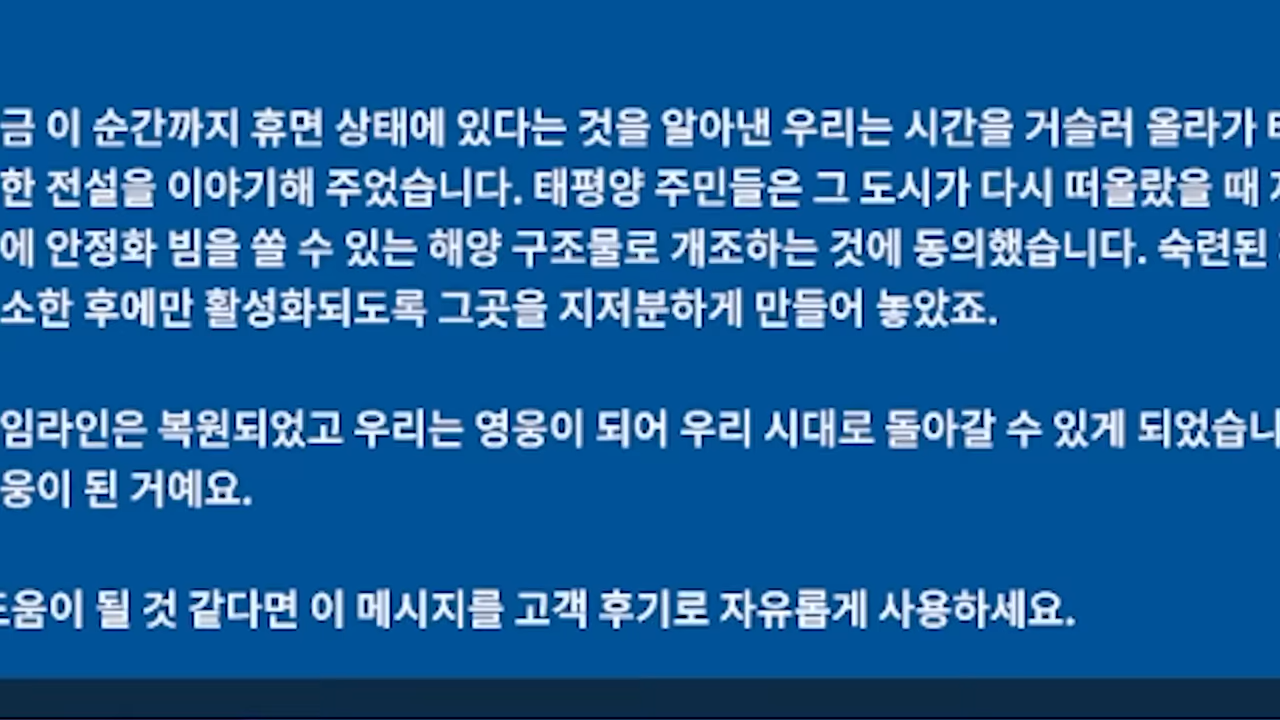 금 이 순간까지 휴면 상태에 있다는 것을 알아낸 우리는 시간을 거슬러 올라가
한 전설을 이야기해 주었습니다. 태평양 주민들은 그 도시가 다시 떠올랐을 때
에 안정화 빔을 쏠 수 있는 해양 구조물로 개조하는 것에 동의했습니다. 숙련된
소한 후에만 활성화되도록 그곳을 지저분하게 만들어 놓았죠.
임라인은 복원되었고 우리는 영웅이 되어 우리 시대로 돌아갈 수 있게 되었습니
웅이 된 거예요.
도움이 될 것 같다면 이 메시지를 고객 후기로 자유롭게 사용하세요.